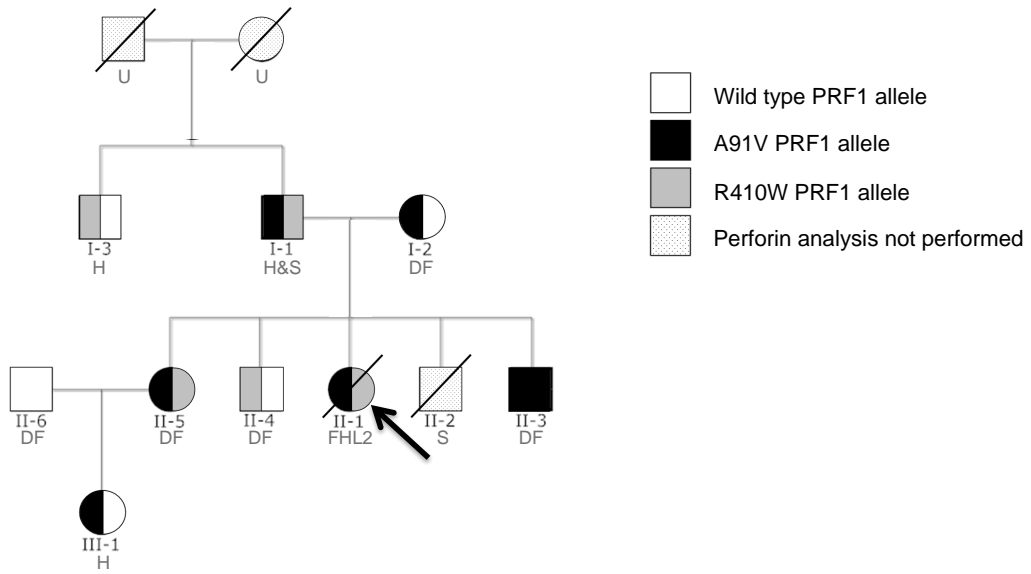 U U
Wild type PRF1 allele
A91V PRF1 allele
R410W PRF1 allele
Perforin analysis not performed
I-3 I-1 I-2
H H&S DF
II-6 II-5 II-4 II-1 II-2 II-3
DF DF DF FHL2 S DF
III-1
H